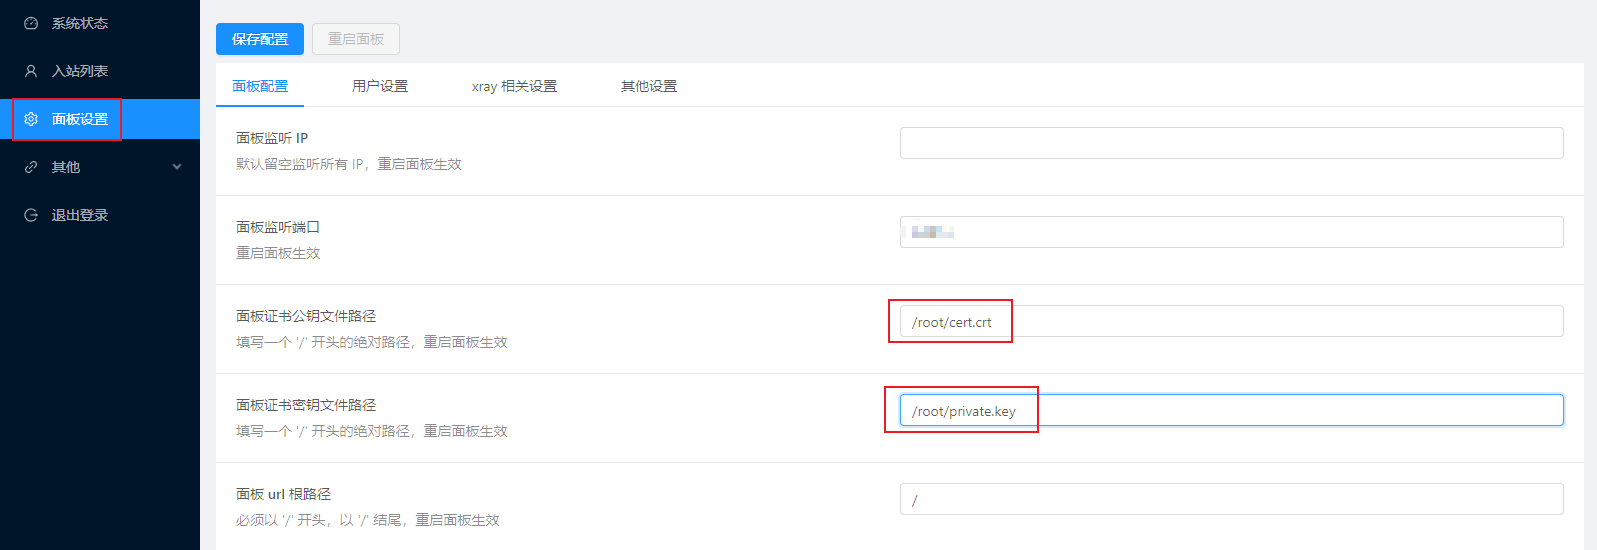 系统状态
入站列表
面板设置
其他
退出登录
保存配置
重启面板
面板配置
用户设置
xray 相关设置
其他设置
面板监听 IP
默认留空监听所有 IP，重启面板生效
面板监听端口
重启面板生效
面板证书公钥文件路径
填写一个 '/' 开头的绝对路径，重启面板生效
/root/cert.crt
面板证书密钥文件路径
填写一个 '/' 开头的绝对路径，重启面板生效
/root/private.key
面板 url 根路径
必须以 '/' 开头，以 '/' 结尾，重启面板生效
/